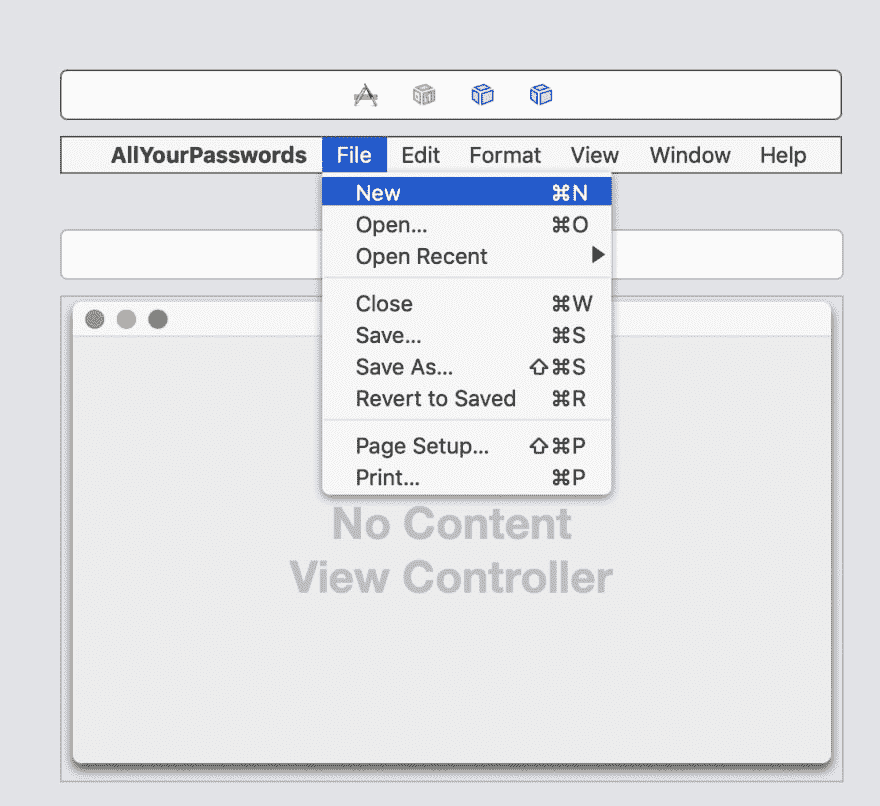 AllYourPasswords File Edit Format View Window Help
New ⌘N
Open... ⌘O
Open Recent ▶
Close ⌘W
Save... ⌘S
Save As... ⇧⌘S
Revert to Saved ⌘R
Page Setup... ⇧⌘P
Print... ⌘P
No Content
View Controller